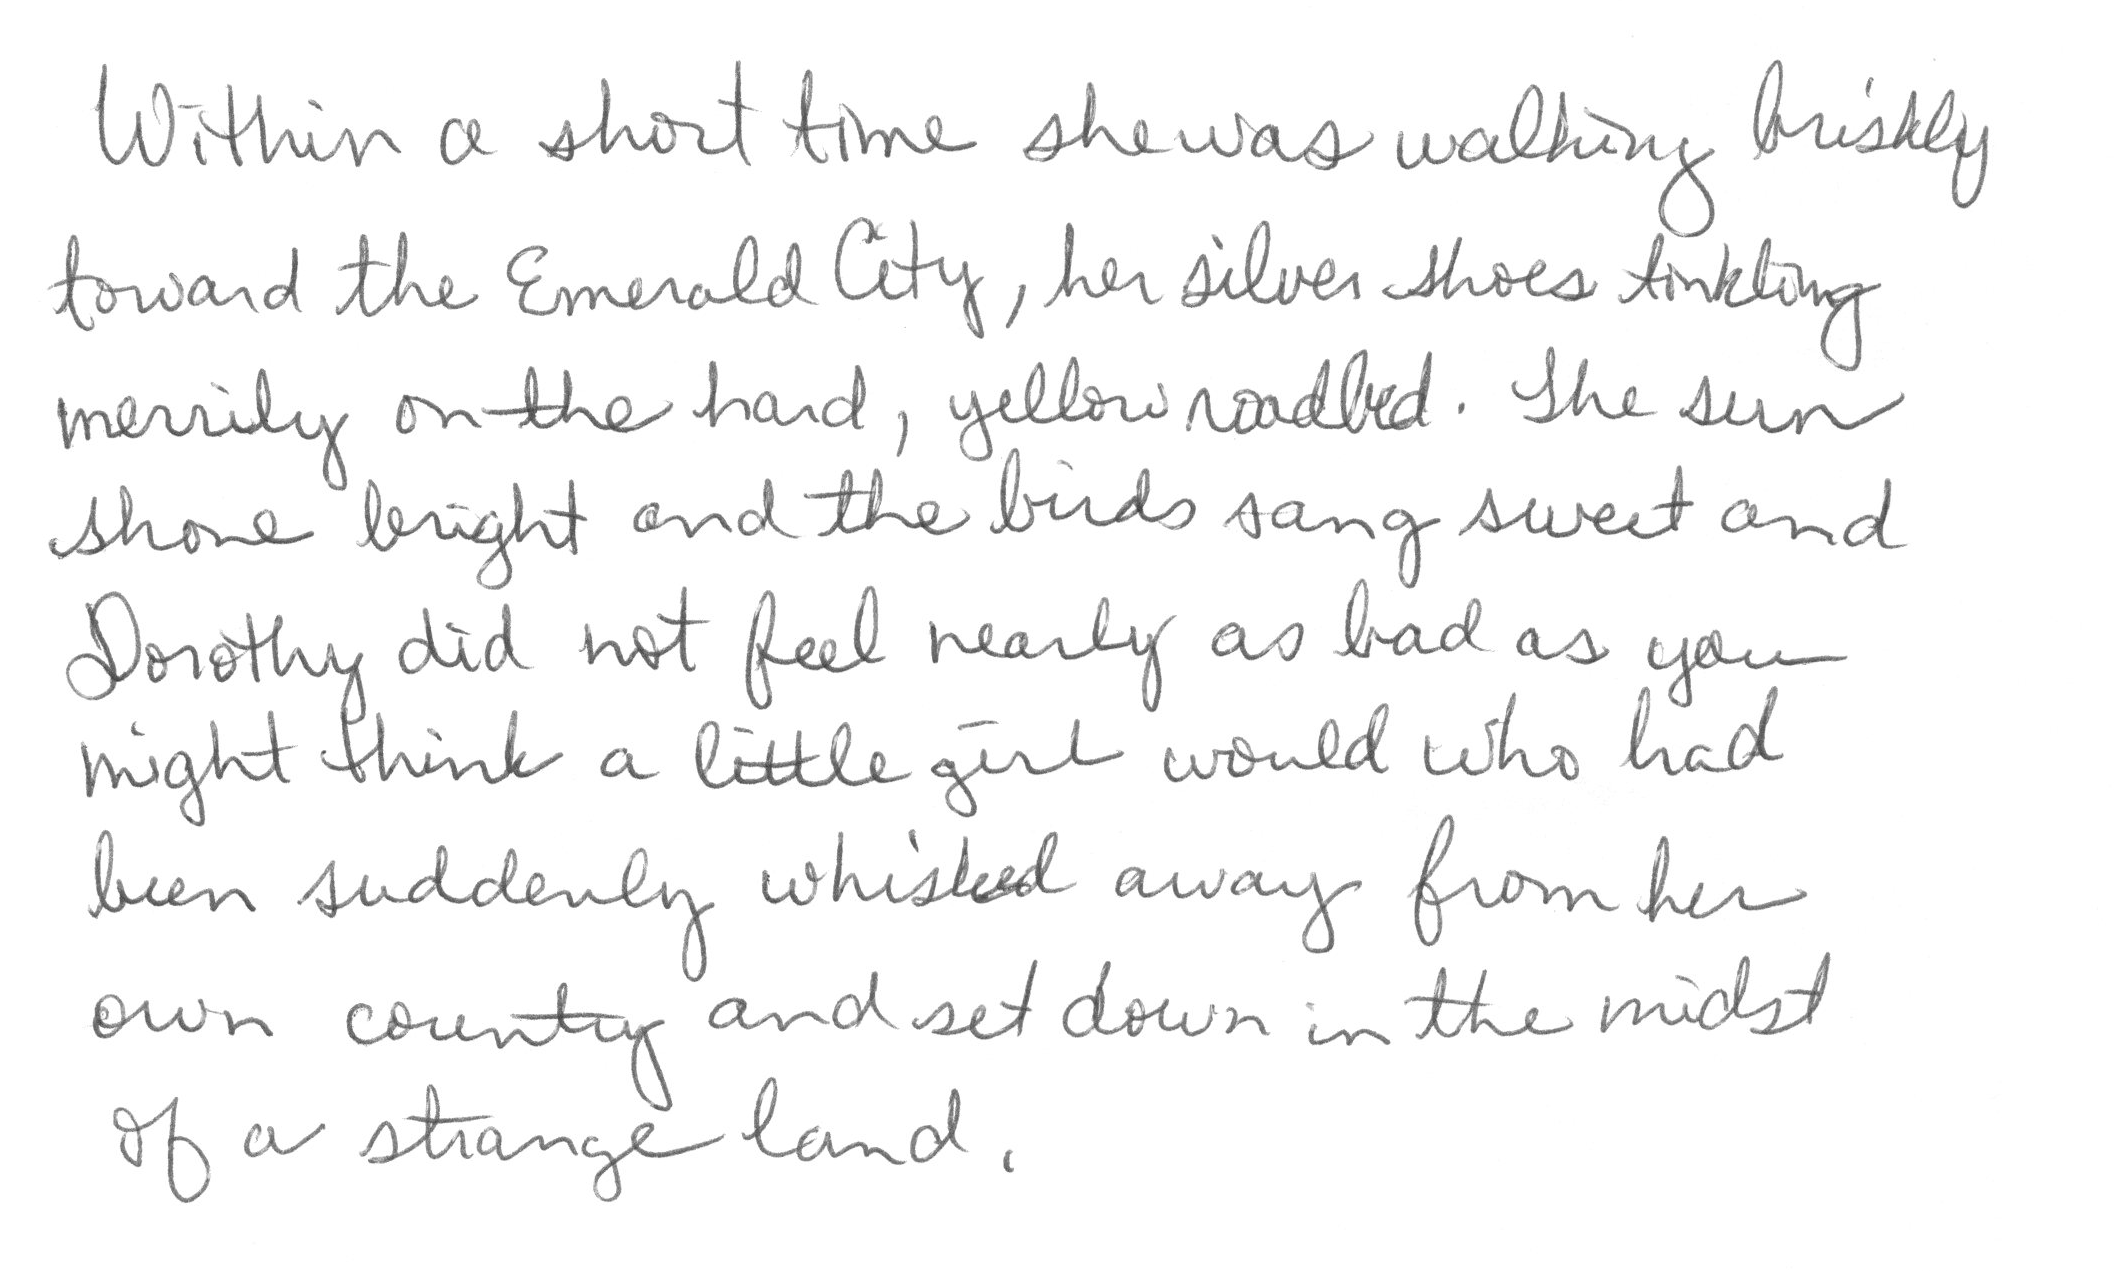 Within a short time she was walking briskly
toward the Emerald City, her silver shoes tinkling
merrily on the hard, yellow roadbed. The sun
shone bright and the birds sang sweet and
Dorothy did not feel nearly as bad as you
might think a little girl would who had
been suddenly whisked away from her
own country and set down in the midst
of a strange land.